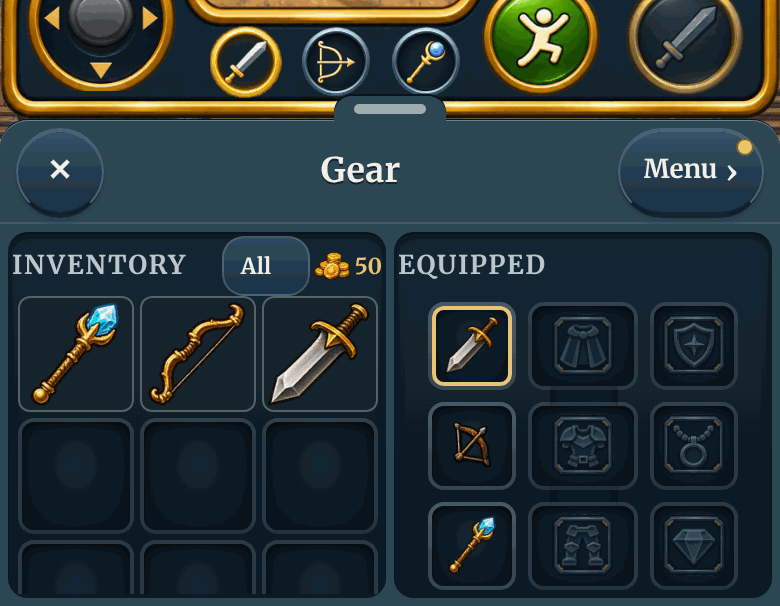 ×
Gear
Menu ›
INVENTORY
All
50
EQUIPPED